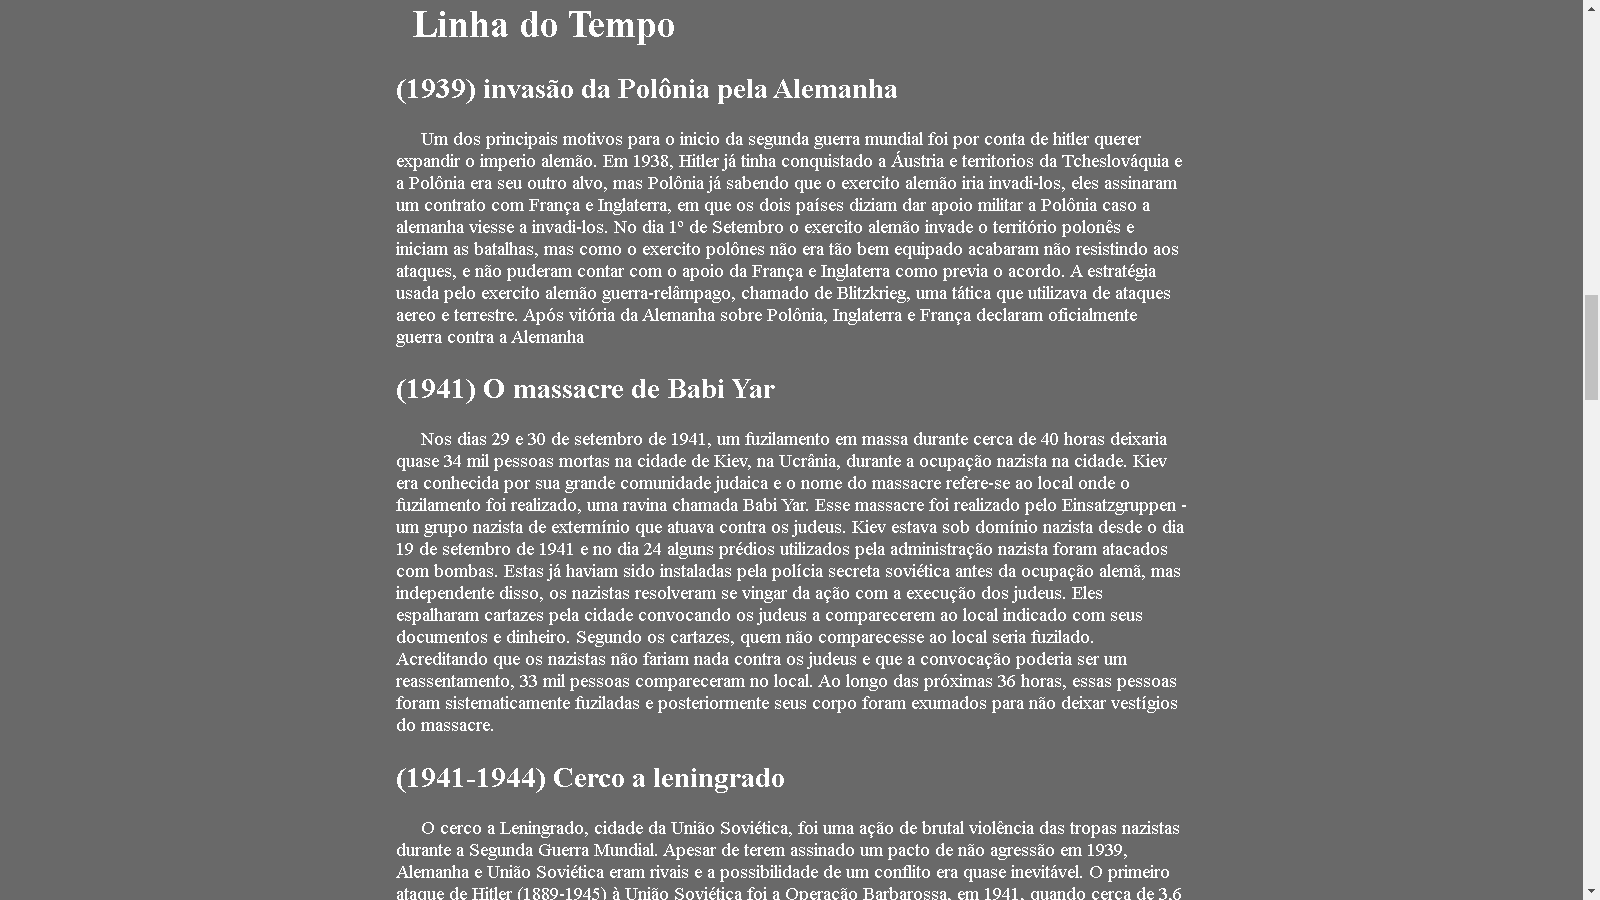 Linha do Tempo
(1939) invasão da Polônia pela Alemanha
Um dos principais motivos para o inicio da segunda guerra mundial foi por conta de hitler querer
expandir o imperio alemão. Em 1938, Hitler já tinha conquistado a Áustria e territorios da Tcheslováquia e
a Polônia era seu outro alvo, mas Polônia já sabendo que o exercito alemão iria invadi-los, eles assinaram
um contrato com França e Inglaterra, em que os dois países diziam dar apoio militar a Polônia caso a
alemanha viesse a invadi-los. No dia 1º de Setembro o exercito alemão invade o território polonês e
iniciam as batalhas, mas como o exercito polônes não era tão bem equipado acabaram não resistindo aos
ataques, e não puderam contar com o apoio da França e Inglaterra como previa o acordo. A estratégia
usada pelo exercito alemão guerra-relâmpago, chamado de Blitzkrieg, uma tática que utilizava de ataques
aereo e terrestre. Após vitória da Alemanha sobre Polônia, Inglaterra e França declaram oficialmente
guerra contra a Alemanha
(1941) O massacre de Babi Yar
Nos dias 29 e 30 de setembro de 1941, um fuzilamento em massa durante cerca de 40 horas deixaria
quase 34 mil pessoas mortas na cidade de Kiev, na Ucrânia, durante a ocupação nazista na cidade. Kiev
era conhecida por sua grande comunidade judaica e o nome do massacre refere-se ao local onde o
fuzilamento foi realizado, uma ravina chamada Babi Yar. Esse massacre foi realizado pelo Einsatzgruppen -
um grupo nazista de extermínio que atuava contra os judeus. Kiev estava sob domínio nazista desde o dia
19 de setembro de 1941 e no dia 24 alguns prédios utilizados pela administração nazista foram atacados
com bombas. Estas já haviam sido instaladas pela polícia secreta soviética antes da ocupação alemã, mas
independente disso, os nazistas resolveram se vingar da ação com a execução dos judeus. Eles
espalharam cartazes pela cidade convocando os judeus a comparecerem ao local indicado com seus
documentos e dinheiro. Segundo os cartazes, quem não comparecesse ao local seria fuzilado.
Acreditando que os nazistas não fariam nada contra os judeus e que a convocação poderia ser um
reassentamento, 33 mil pessoas compareceram no local. Ao longo das próximas 36 horas, essas pessoas
foram sistematicamente fuziladas e posteriormente seus corpo foram exumados para não deixar vestígios
do massacre.
(1941-1944) Cerco a leningrado
O cerco a Leningrado, cidade da União Soviética, foi uma ação de brutal violência das tropas nazistas
durante a Segunda Guerra Mundial. Apesar de terem assinado um pacto de não agressão em 1939,
Alemanha e União Soviética eram rivais e a possibilidade de um conflito era quase inevitável. O primeiro
ataque de Hitler (1889-1945) à União Soviética foi a Operação Barbarossa, em 1941, quando cerca de 3,6